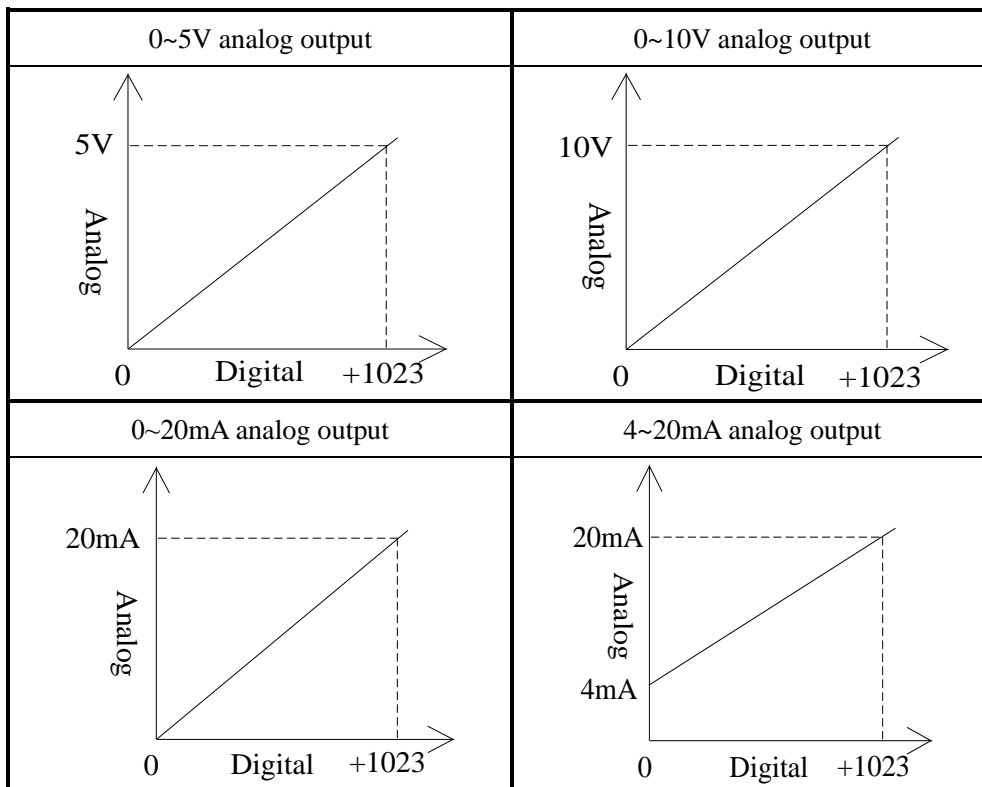 0~5V analog output
0~10V analog output
5V
Analog
0
Digital
+1023
10V
Analog
0
Digital
+1023
0~20mA analog output
4~20mA analog output
20mA
Analog
0
Digital
+1023
20mA
Analog
4mA
0
Digital
+1023